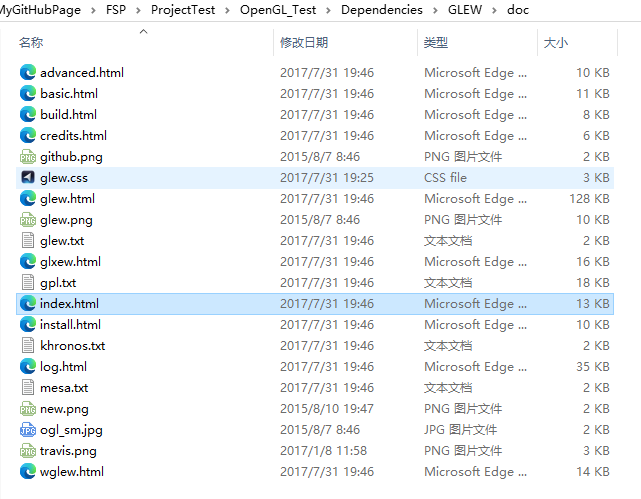 MyGitHubPage › FSP › ProjectTest › OpenGL_Test › Dependencies › GLEW › doc
名称 修改日期 类型 大小
advanced.html 2017/7/31 19:46 Microsoft Edge ... 10 KB
basic.html 2017/7/31 19:46 Microsoft Edge ... 11 KB
build.html 2017/7/31 19:46 Microsoft Edge ... 8 KB
credits.html 2017/7/31 19:46 Microsoft Edge ... 6 KB
github.png 2015/8/7 8:46 PNG 图片文件 2 KB
glew.css 2017/7/31 19:25 CSS file 3 KB
glew.html 2017/7/31 19:46 Microsoft Edge ... 128 KB
glew.png 2015/8/7 8:46 PNG 图片文件 10 KB
glew.txt 2017/7/31 19:46 文本文档 2 KB
glxew.html 2017/7/31 19:46 Microsoft Edge ... 16 KB
gpl.txt 2017/7/31 19:46 文本文档 18 KB
index.html 2017/7/31 19:46 Microsoft Edge ... 13 KB
install.html 2017/7/31 19:46 Microsoft Edge ... 10 KB
khronos.txt 2017/7/31 19:46 文本文档 2 KB
log.html 2017/7/31 19:46 Microsoft Edge ... 35 KB
mesa.txt 2017/7/31 19:46 文本文档 2 KB
new.png 2015/8/10 19:47 PNG 图片文件 2 KB
ogl_sm.jpg 2015/8/7 8:46 JPG 图片文件 2 KB
travis.png 2017/1/8 11:58 PNG 图片文件 3 KB
wglew.html 2017/7/31 19:46 Microsoft Edge ... 14 KB